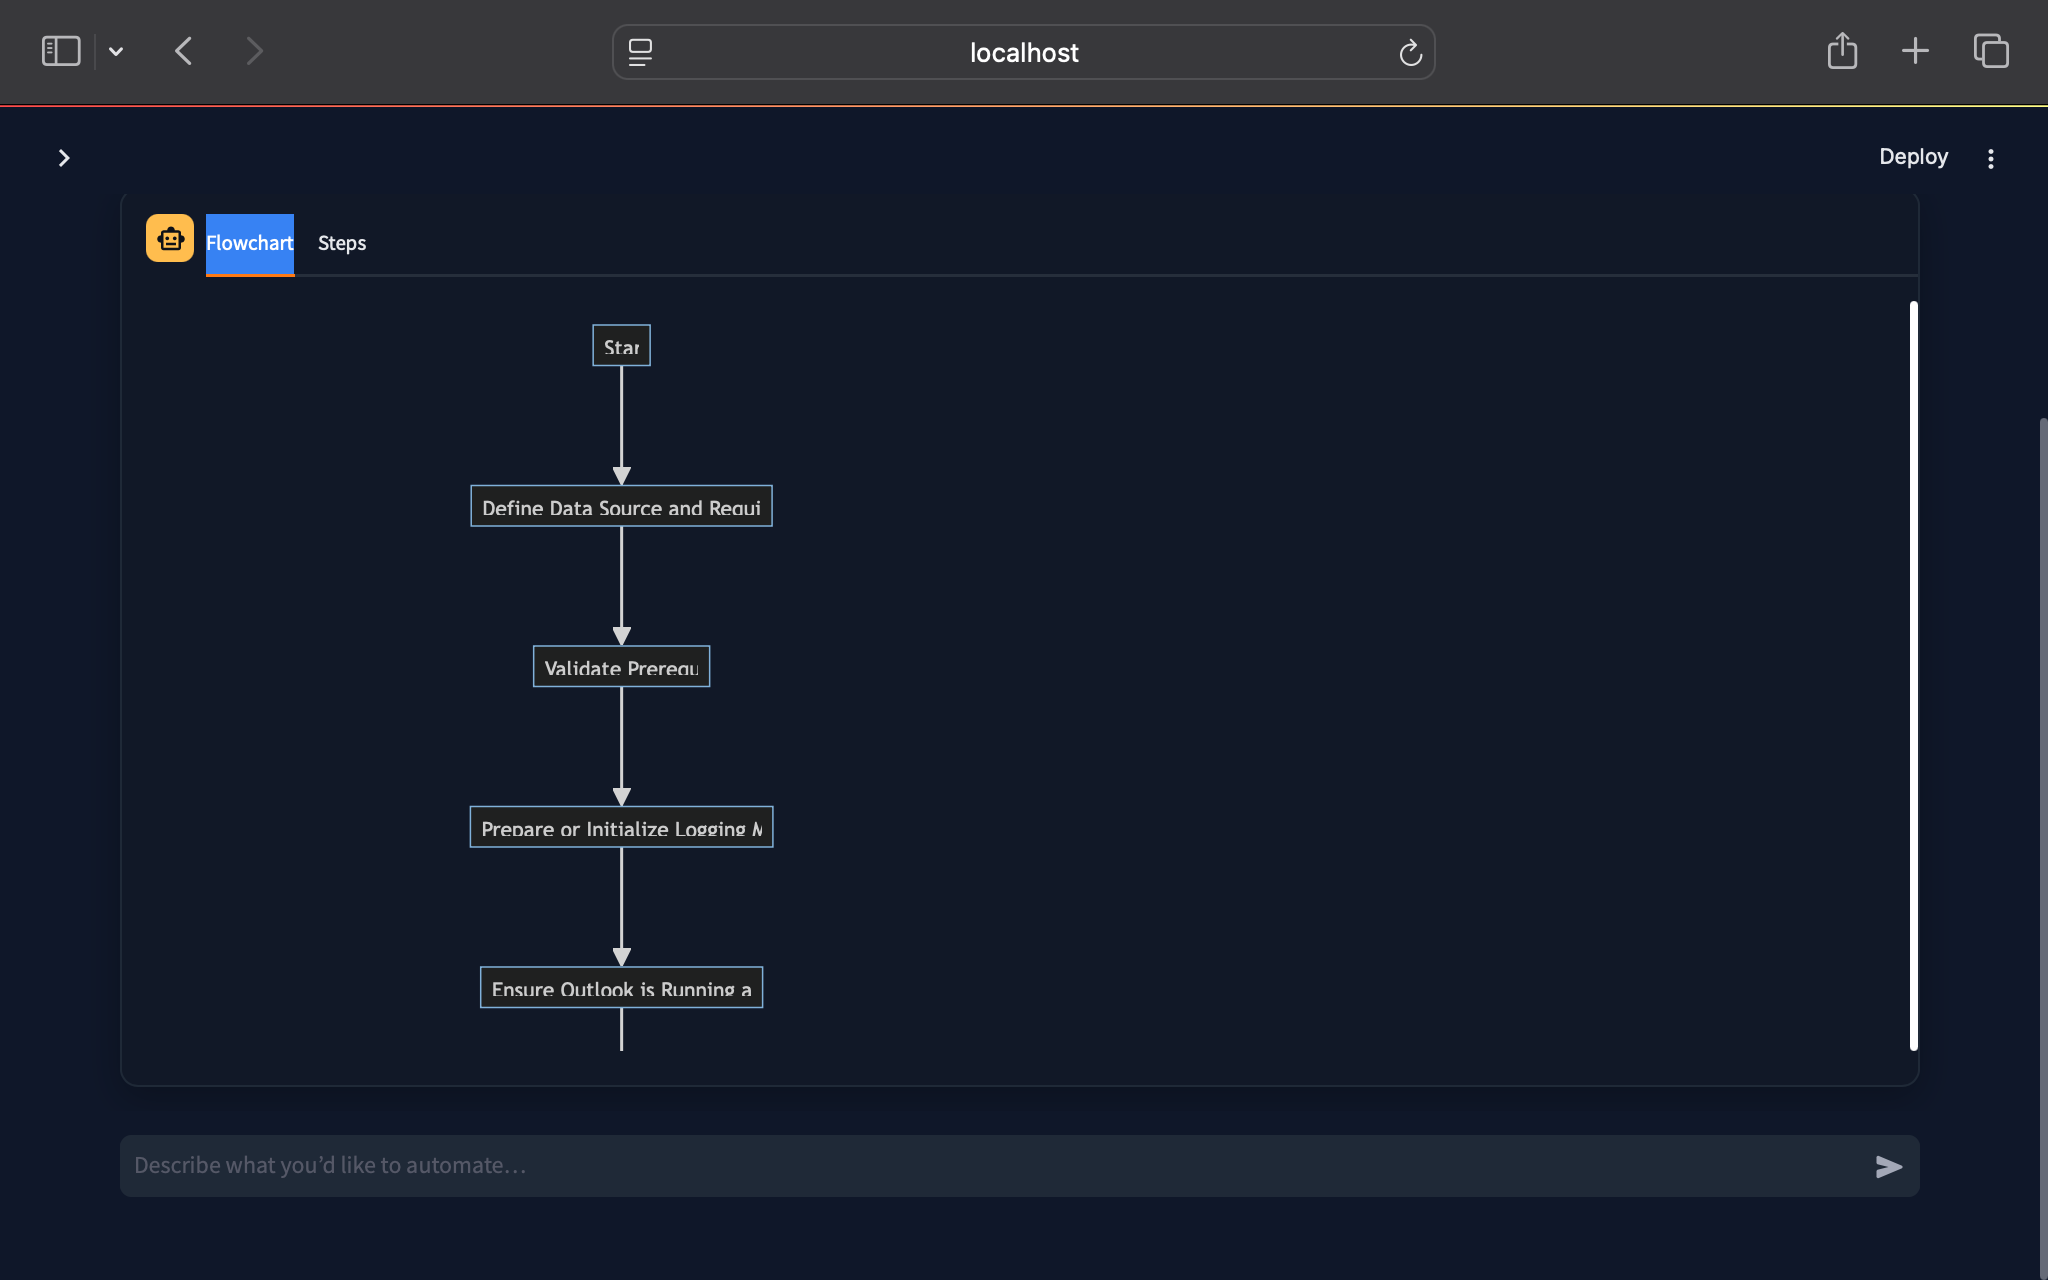 localhost
Deploy
Flowchart Steps
Star
Define Data Source and Requi
Validate Prerequ
Prepare or Initialize Logging M
Ensure Outlook is Running a
Describe what you’d like to automate…